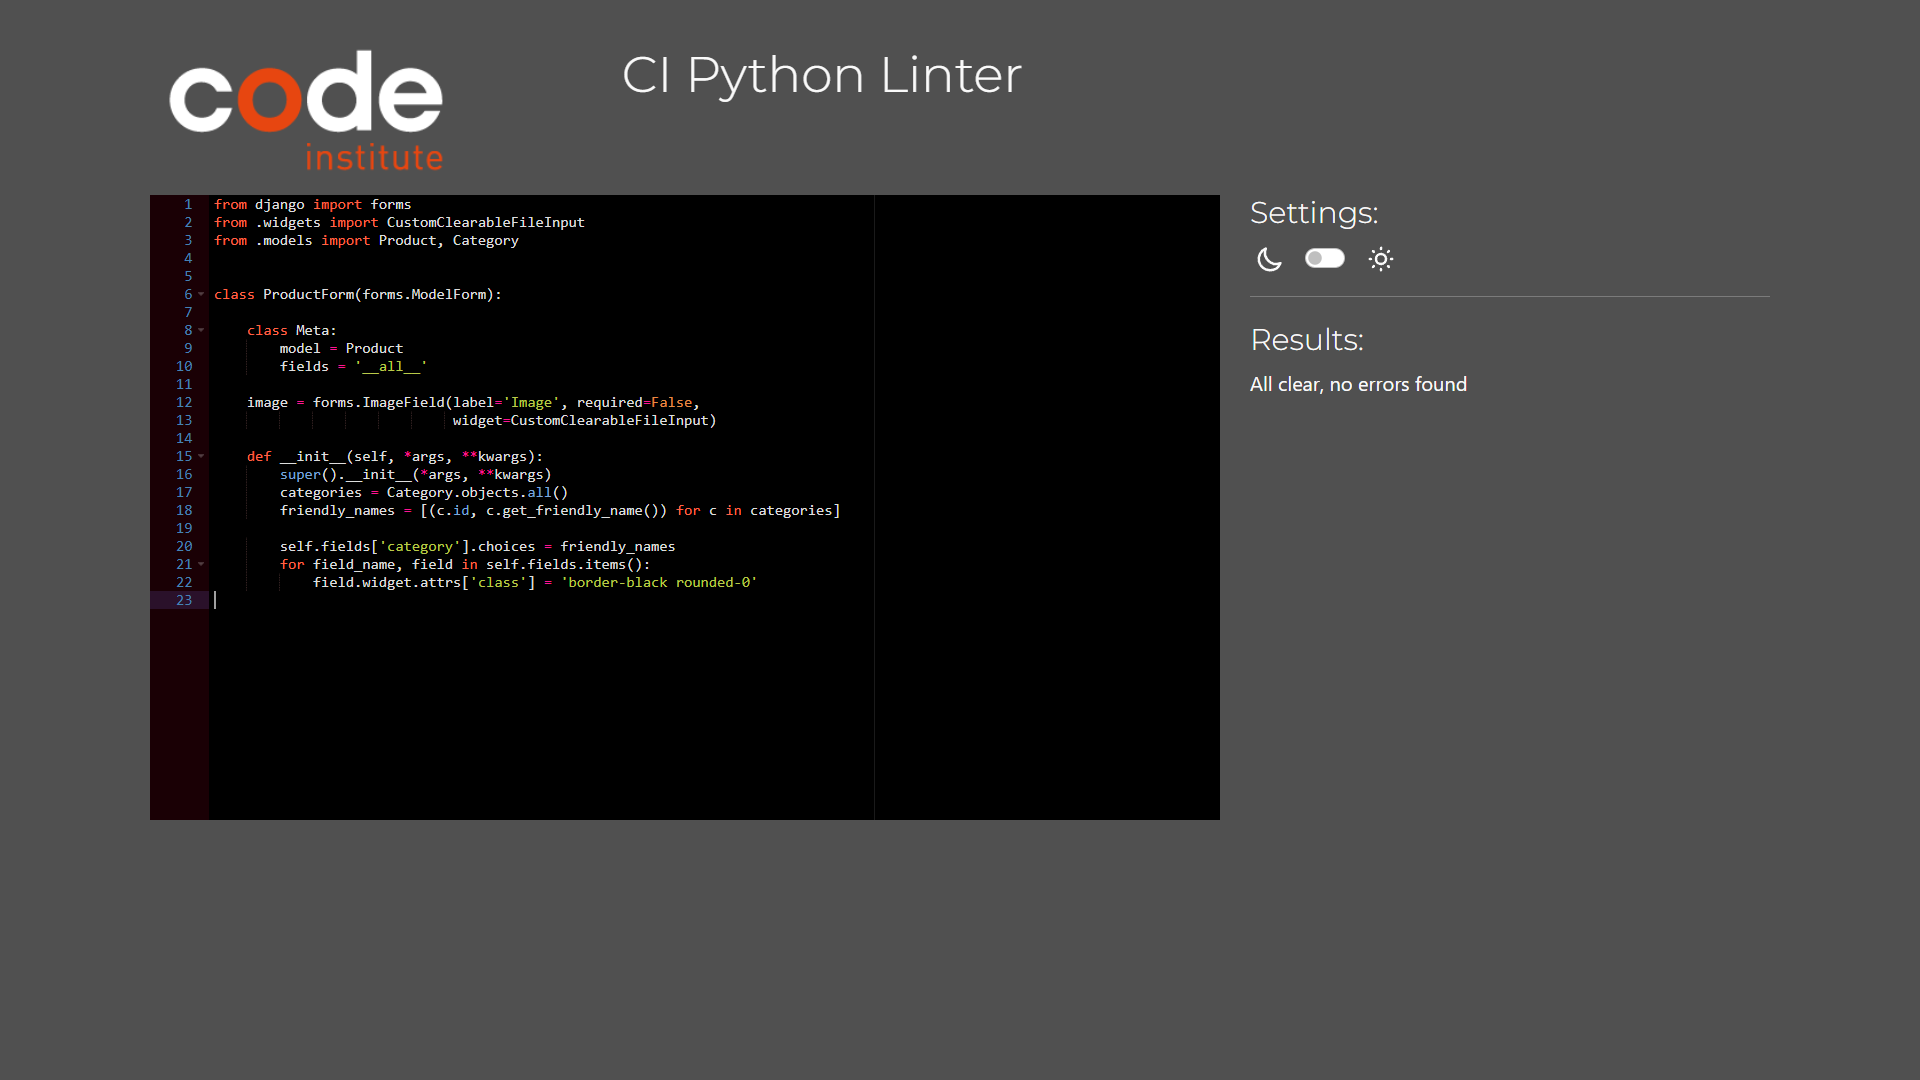 code
institute
CI Python Linter
1 from django import forms
2 from .widgets import CustomClearableFileInput
3 from .models import Product, Category
4
5
6 class ProductForm(forms.ModelForm):
7
8     class Meta:
9         model = Product
10         fields = '__all__'
11
12     image = forms.ImageField(label='Image', required=False,
13                              widget=CustomClearableFileInput)
14
15     def __init__(self, *args, **kwargs):
16         super().__init__(*args, **kwargs)
17         categories = Category.objects.all()
18         friendly_names = [(c.id, c.get_friendly_name()) for c in categories]
19
20         self.fields['category'].choices = friendly_names
21         for field_name, field in self.fields.items():
22             field.widget.attrs['class'] = 'border-black rounded-0'
23
Settings:
Results:
All clear, no errors found